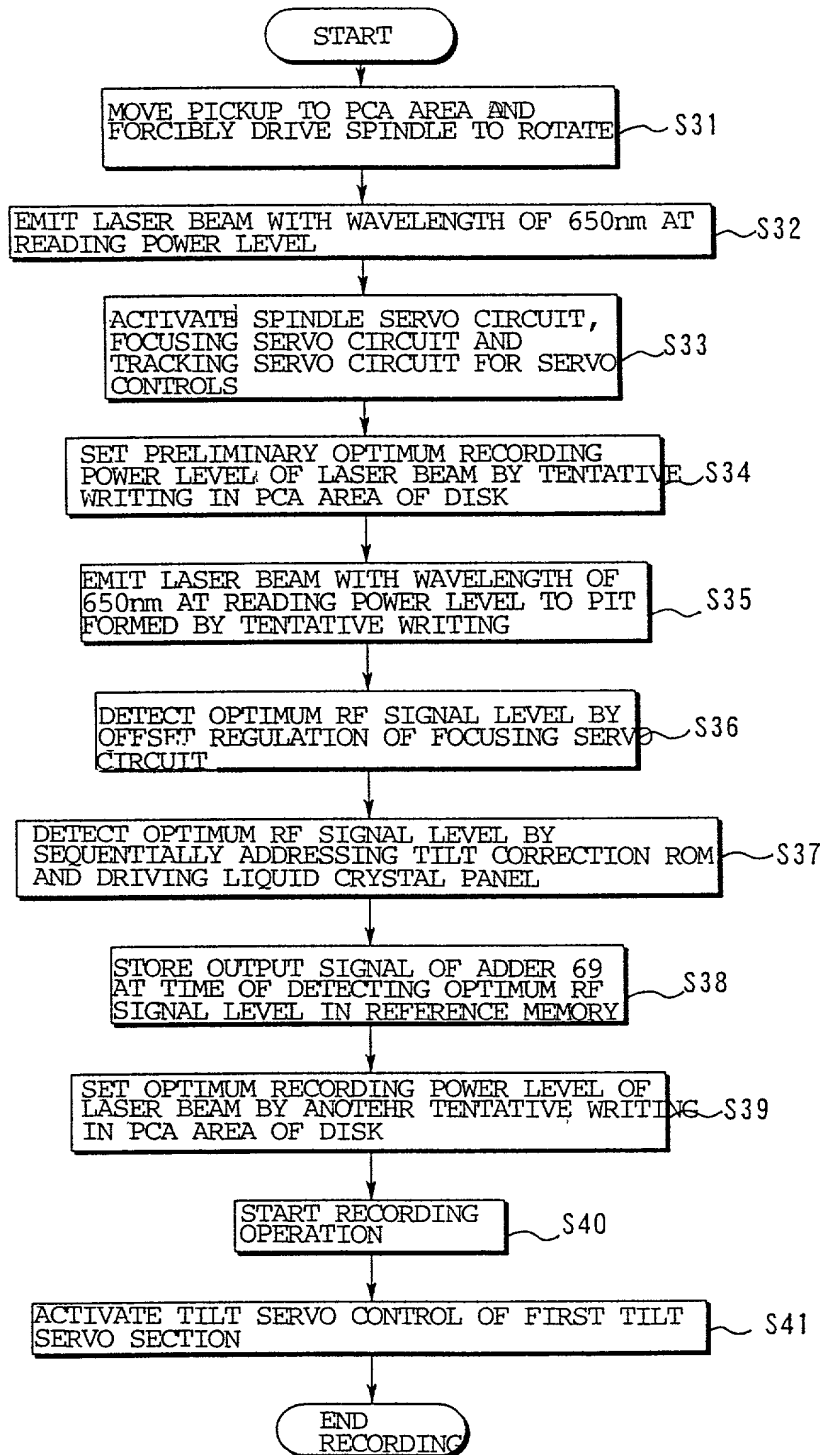 START
MOVE PICKUP TO PCA AREA AND
FORCIBLY DRIVE SPINDLE TO ROTATE
S31
EMIT LASER BEAM WITH WAVELENGTH OF 650nm AT
READING POWER LEVEL
S32
ACTIVATE SPINDLE SERVO CIRCUIT,
FOCUSING SERVO CIRCUIT AND
TRACKING SERVO CIRCUIT FOR SERVO
CONTROLS
S33
SET PRELIMINARY OPTIMUM RECORDING
POWER LEVEL OF LASER BEAM BY TENTATIVE
WRITING IN PCA AREA OF DISK
S34
EMIT LASER BEAM WITH WAVELENGTH OF
650nm AT READING POWER LEVEL TO PIT
FORMED BY TENTATIVE WRITING
S35
DETECT OPTIMUM RF SIGNAL LEVEL BY
OFFSET REGULATION OF FOCUSING SERVO
CIRCUIT
S36
DETECT OPTIMUM RF SIGNAL LEVEL BY
SEQUENTIALLY ADDRESSING TILT CORRECTION ROM
AND DRIVING LIQUID CRYSTAL PANEL
S37
STORE OUTPUT SIGNAL OF ADDER 69
AT TIME OF DETECTING OPTIMUM RF
SIGNAL LEVEL IN REFERENCE MEMORY
S38
SET OPTIMUM RECORDING POWER LEVEL OF
LASER BEAM BY ANOTEHR TENTATIVE WRITING
IN PCA AREA OF DISK
S39
START RECORDING
OPERATION
S40
ACTIVATE TILT SERVO CONTROL OF FIRST TILT
SERVO SECTION
S41
END
RECORDING